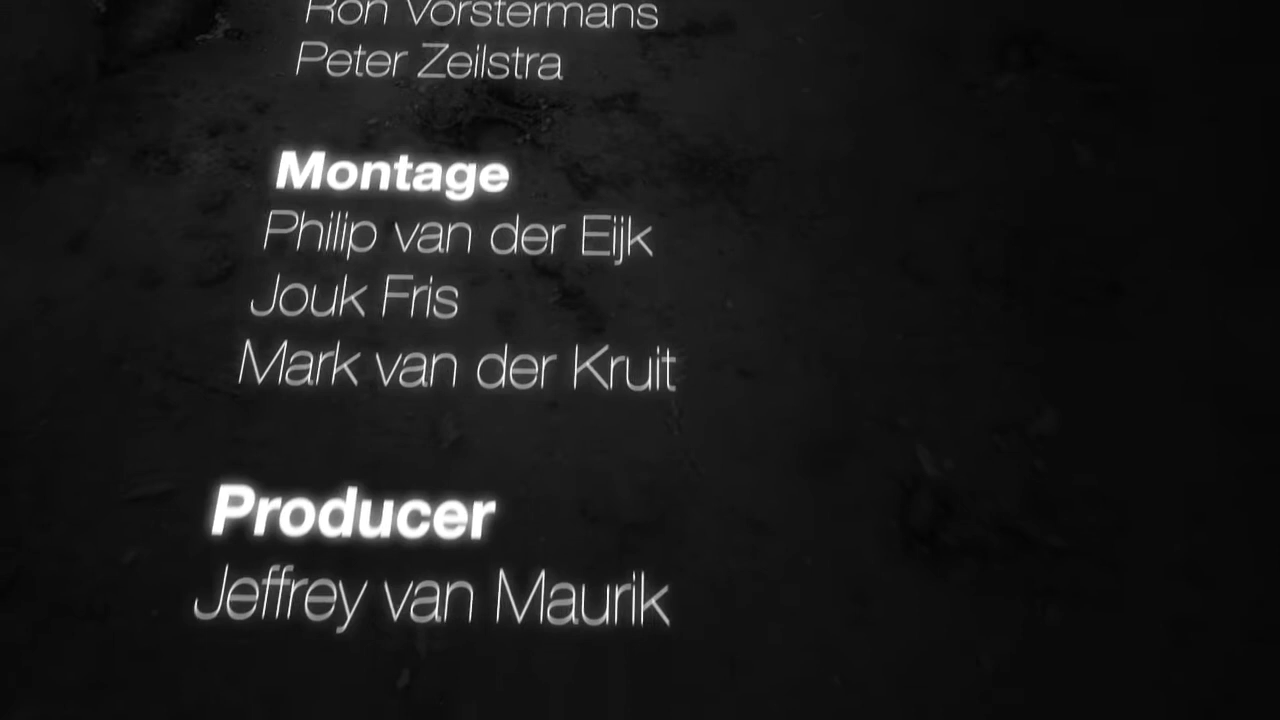 Ron Vorstermans
Peter Zeilstra
Montage
Philip van der Eijk
Jouk Fris
Mark van der Kruit
Producer
Jeffrey van Maurik